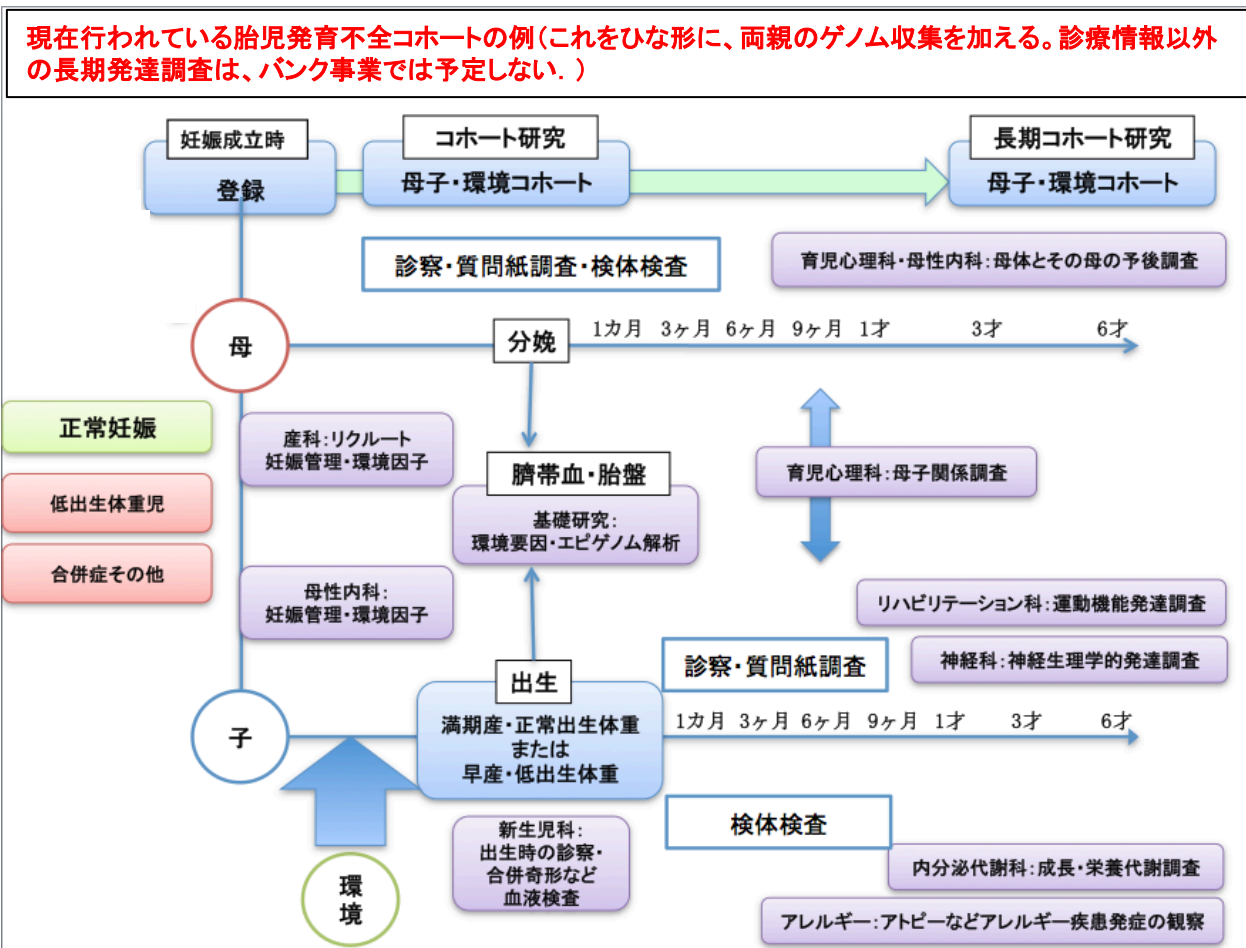 現在行われている胎児発育不全コホートの例(これをひな形に、両親のゲノム収集を加える。診療情報以外
の長期発達調査は、バンク事業では予定しない．)
妊娠成立時
登録
コホート研究
母子・環境コホート
長期コホート研究
母子・環境コホート
診察・質問紙調査・検体検査
育児心理科・母性内科：母体とその母の予後調査
母
分娩
1カ月 3ヶ月 6ヶ月 9ヶ月 1才 3才 6才
正常妊娠
低出生体重児
合併症その他
産科：リクルート
妊娠管理・環境因子
臍帯血・胎盤
基礎研究：
環境要因・エピゲノム解析
育児心理科：母子関係調査
母性内科：
妊娠管理・環境因子
リハビリテーション科：運動機能発達調査
神経科：神経生理学的発達調査
診察・質問紙調査
子
出生
満期産・正常出生体重
または
早産・低出生体重
1カ月 3ヶ月 6ヶ月 9ヶ月 1才 3才 6才
検体検査
新生児科：
出生時の診察・
合併奇形など
血液検査
環
境
内分泌代謝科：成長・栄養代謝調査
アレルギー：アトピーなどアレルギー疾患発症の観察